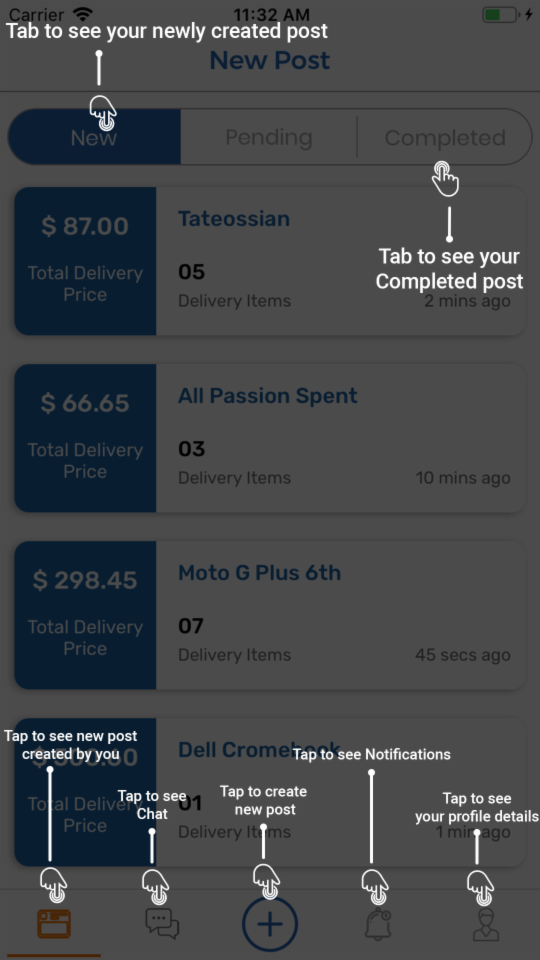 Carrier 11:32 AM
Tab to see your newly created post
New Post
New Pending Completed
Tab to see your
Completed post
$ 87.00
Total Delivery
Price
Tateossian
05
Delivery Items 2 mins ago
$ 66.65
Total Delivery
Price
All Passion Spent
03
Delivery Items 10 mins ago
$ 298.45
Total Delivery
Price
Moto G Plus 6th
07
Delivery Items 45 secs ago
Tap to see new post
created by you
$ 500.00
Total Delivery
Price
Dell Cromebook
01
Delivery Items 1 min ago
Tap to see Notifications
Tap to see
Chat
Tap to create
new post
Tap to see
your profile details